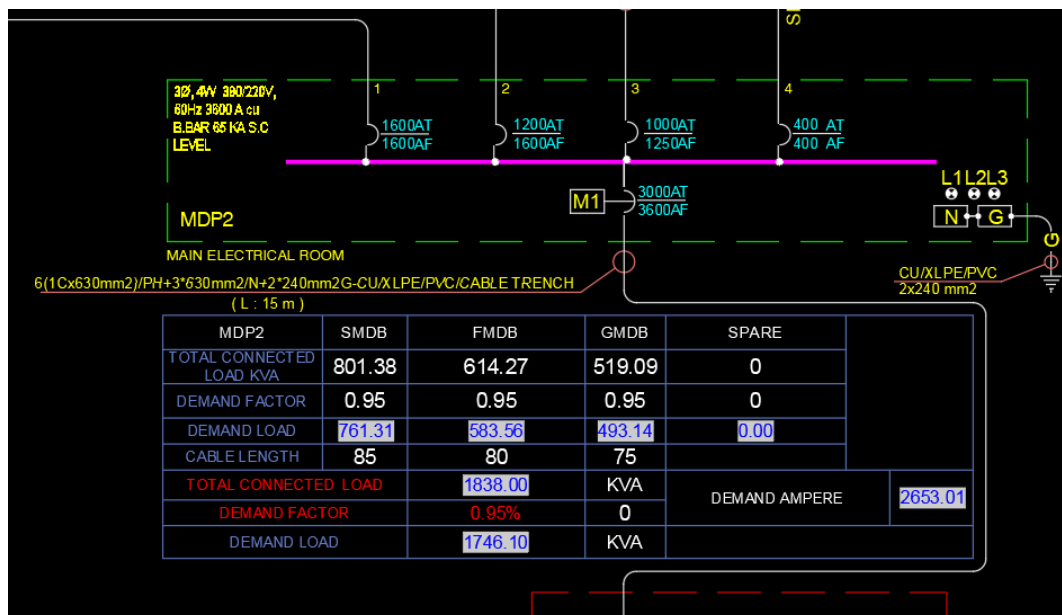 1
2
3
4
3Ø, 4W 380/220V,
60Hz 3600 A cu
B.BAR 65 KA S.C
LEVEL
1600AT
1600AF
1200AT
1600AF
1000AT
1250AF
400 AT
400 AF
M1
3000AT
3600AF
L1 L2 L3
N
G
MDP2
G
MAIN ELECTRICAL ROOM
6(1Cx630mm2)/PH+3*630mm2/N+2*240mm2G-CU/XLPE/PVC/CABLE TRENCH
( L : 15 m )
CU/XLPE/PVC
2x240 mm2
MDP2 SMDB FMDB GMDB SPARE
TOTAL CONNECTED
LOAD KVA 801.38 614.27 519.09 0
DEMAND FACTOR 0.95 0.95 0.95 0
DEMAND LOAD 761.31 583.56 493.14 0.00
CABLE LENGTH 85 80 75
TOTAL CONNECTED LOAD 1838.00 KVA
DEMAND AMPERE 2653.01
DEMAND FACTOR 0.95% 0
DEMAND LOAD 1746.10 KVA